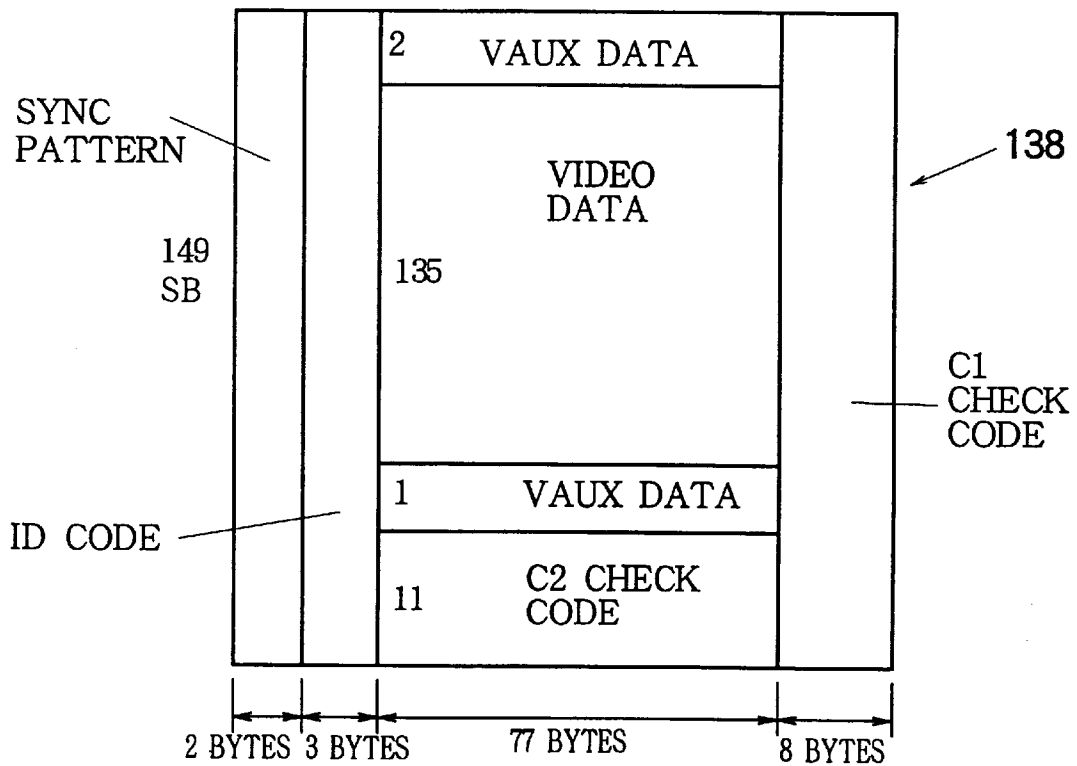 2 VAUX DATA
SYNC
PATTERN
138
VIDEO
DATA
149
SB
135
C1
CHECK
CODE
1 VAUX DATA
ID CODE
C2 CHECK
CODE
11
2 BYTES 3 BYTES 77 BYTES 8 BYTES